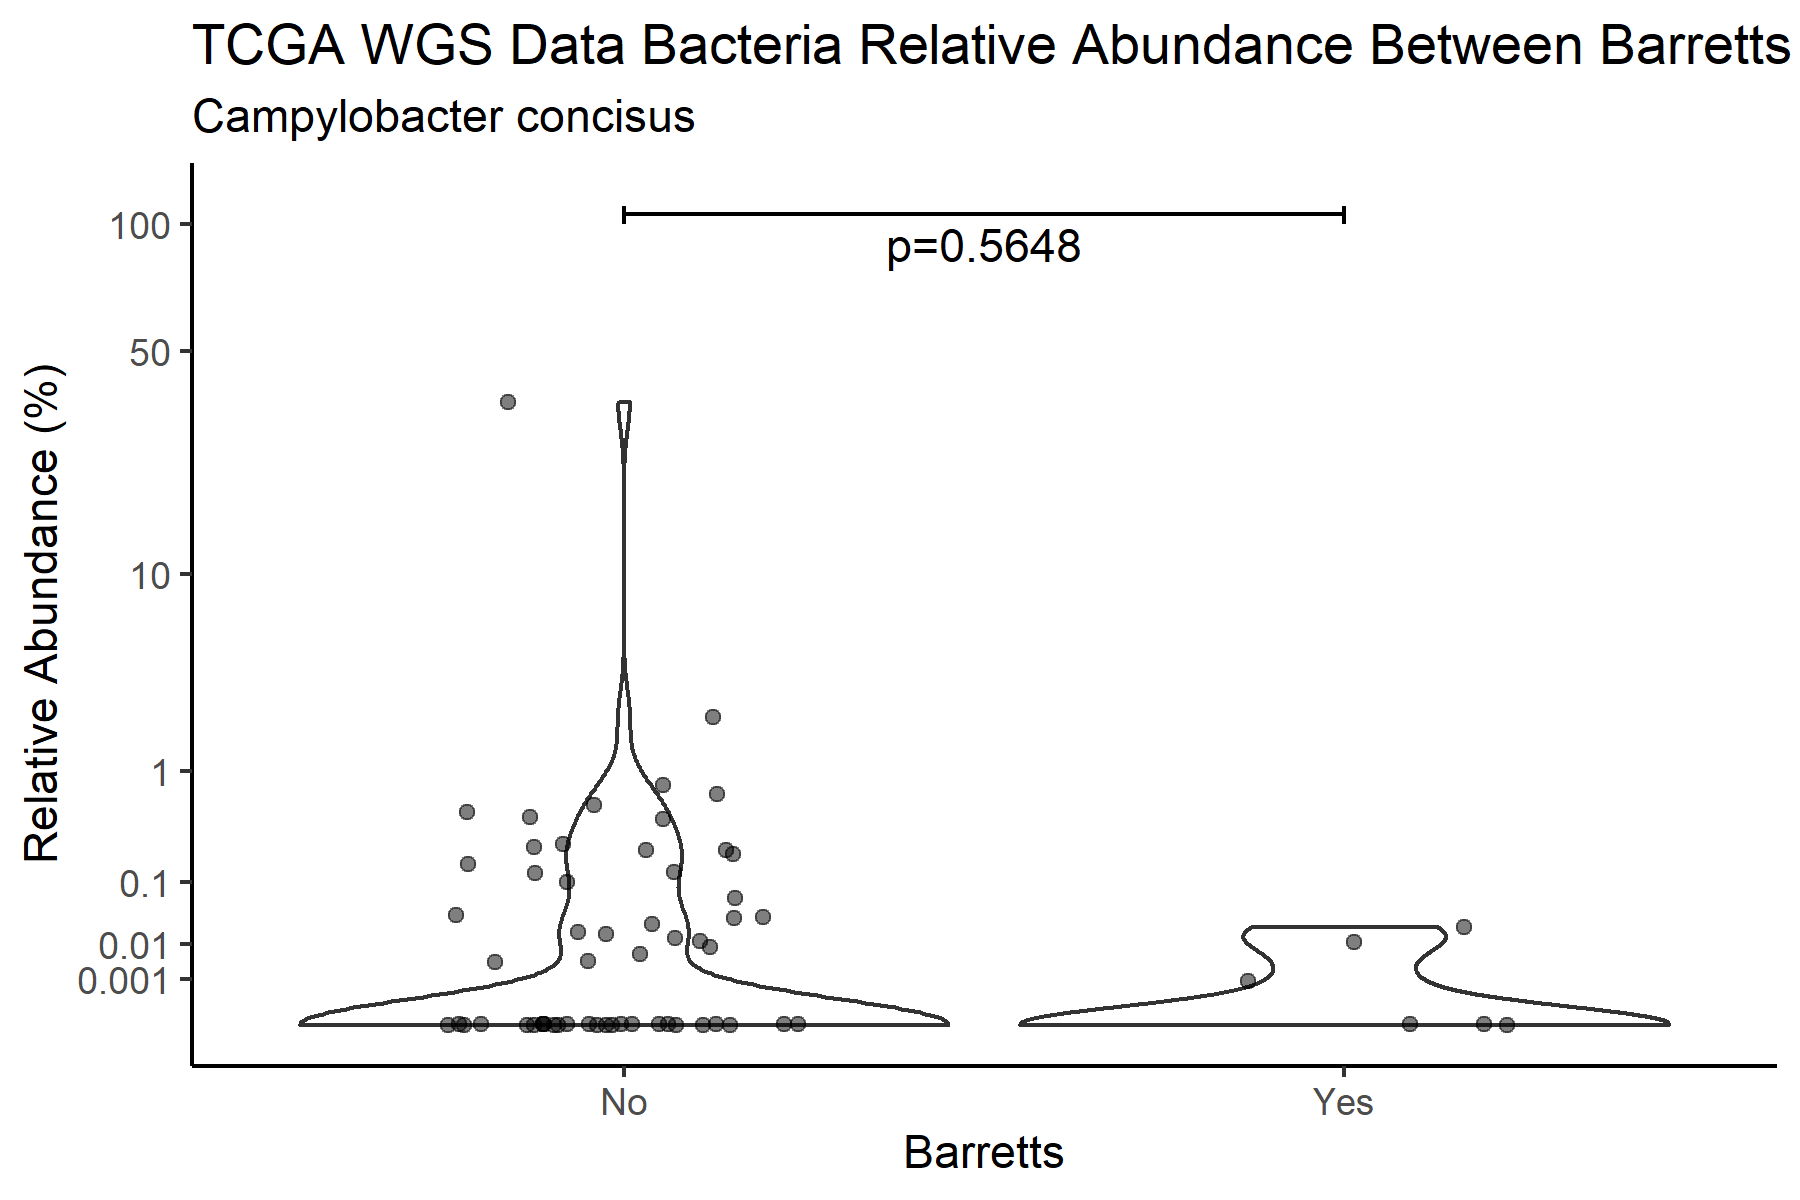 TCGA WGS Data Bacteria Relative Abundance Between Barretts
Campylobacter concisus
100
50
10
1
0.1
0.01
0.001
Relative Abundance (%)
p=0.5648
No
Yes
Barretts